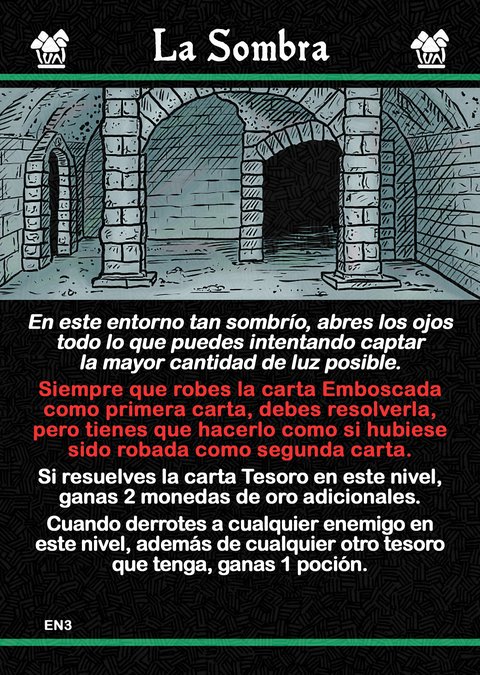 La Sombra
En este entorno tan sombrío, abres los ojos
todo lo que puedes intentando captar
la mayor cantidad de luz posible.
Siempre que robes la carta Emboscada
como primera carta, debes resolverla,
pero tienes que hacerlo como si hubiese
sido robada como segunda carta.
Si resuelves la carta Tesoro en este nivel,
ganas 2 monedas de oro adicionales.
Cuando derrotes a cualquier enemigo en
este nivel, además de cualquier otro tesoro
que tenga, ganas 1 poción.
EN3